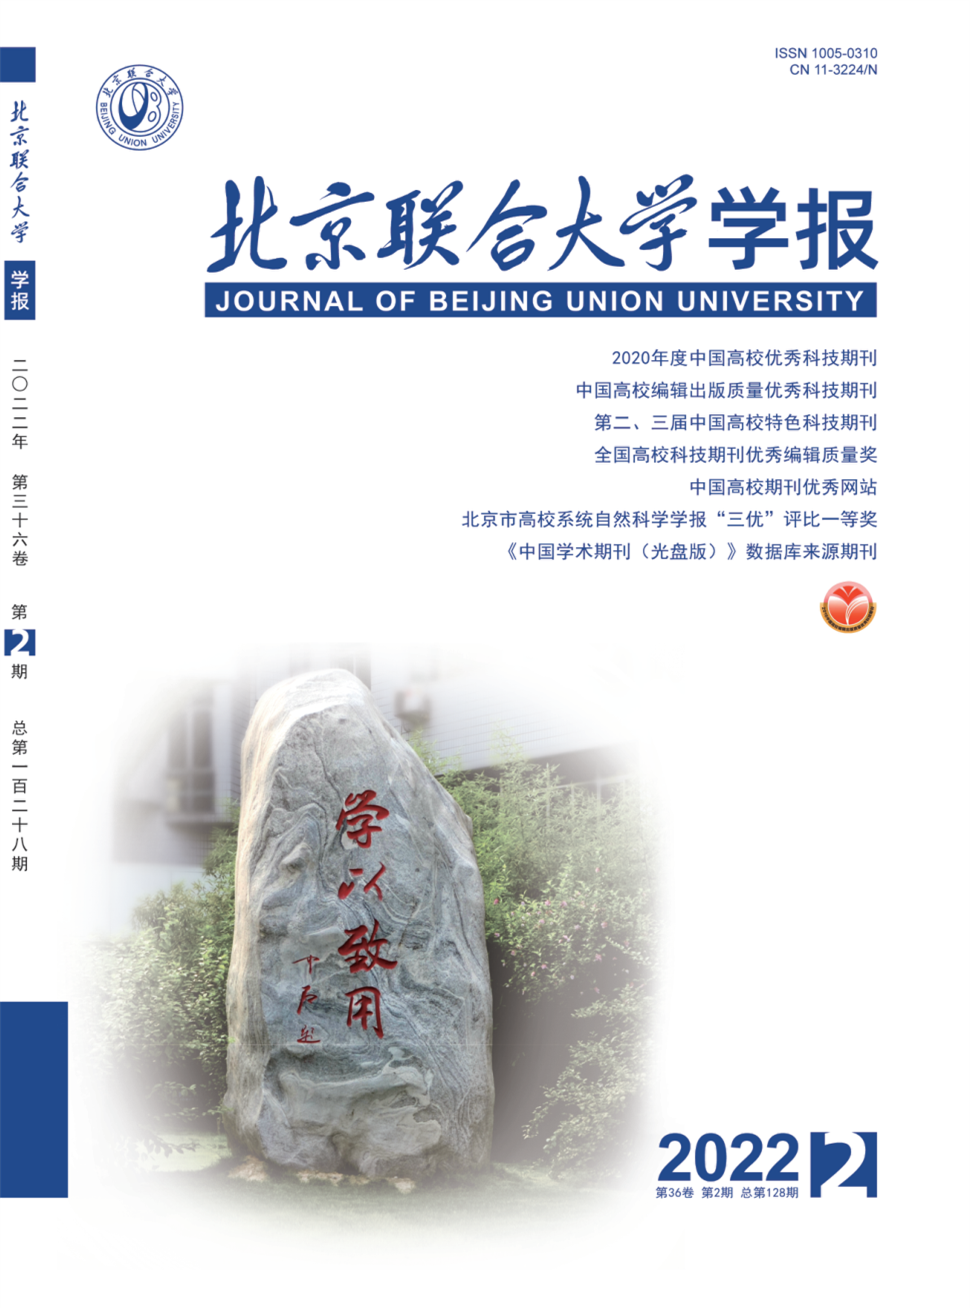 ISSN 1005-0310
CN 11-3224/N
北京联合大学
BEIJING UNION UNIVERSITY
北京联合大学学报
JOURNAL OF BEIJING UNION UNIVERSITY
2020年度中国高校优秀科技期刊
中国高校编辑出版质量优秀科技期刊
第二、三届中国高校特色科技期刊
全国高校科技期刊优秀编辑质量奖
中国高校期刊优秀网站
北京市高校系统自然科学学报“三优”评比一等奖
《中国学术期刊（光盘版）》数据库来源期刊
学以致用
2022 2
第36卷 第2期 总第128期
北京联合大学
学报
二〇二二年 第三十六卷 第2期 总第一百二十八期